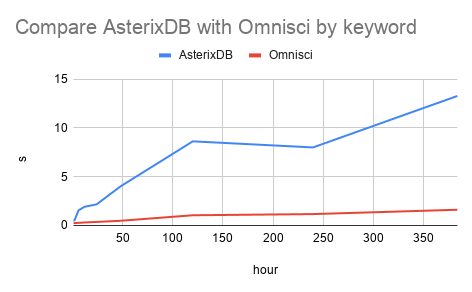 Compare AsterixDB with Omnisci by keyword
AsterixDB Omnisci
15
10
5
0
s
50 100 150 200 250 300 350
hour